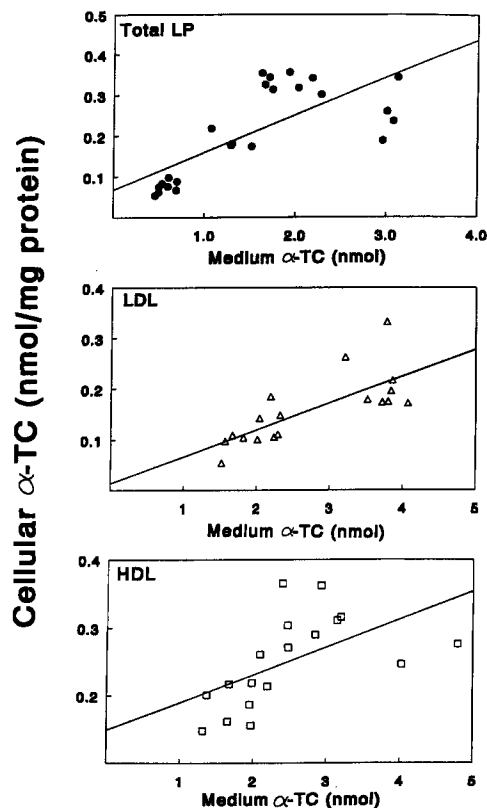 Cellular α-TC (nmol/mg protein)
0.5
Total LP
0.4
0.3
0.2
0.1
1.0 2.0 3.0 4.0
Medium α-TC (nmol)
0.4
LDL
0.3
0.2
0.1
1 2 3 4 5
Medium α-TC (nmol)
0.4
HDL
0.3
0.2
1 2 3 4 5
Medium α-TC (nmol)